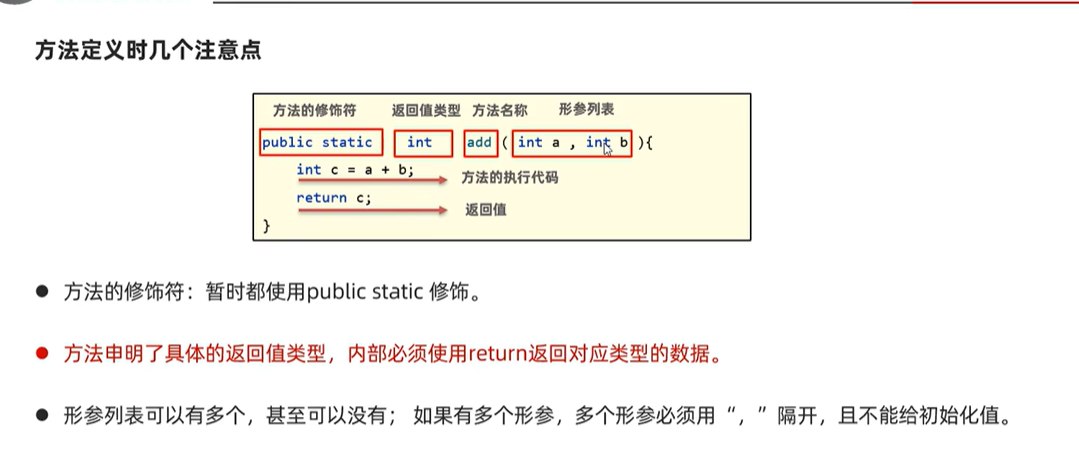 方法定义时几个注意点
方法的修饰符 返回值类型 方法名称 形参列表
public static int add ( int a , int b ){
int c = a + b; 方法的执行代码
return c; 返回值
}
方法的修饰符：暂时都使用public static 修饰。
方法申明了具体的返回值类型，内部必须使用return返回对应类型的数据。
形参列表可以有多个，甚至可以没有； 如果有多个形参，多个形参必须用“，”隔开，且不能给初始化值。